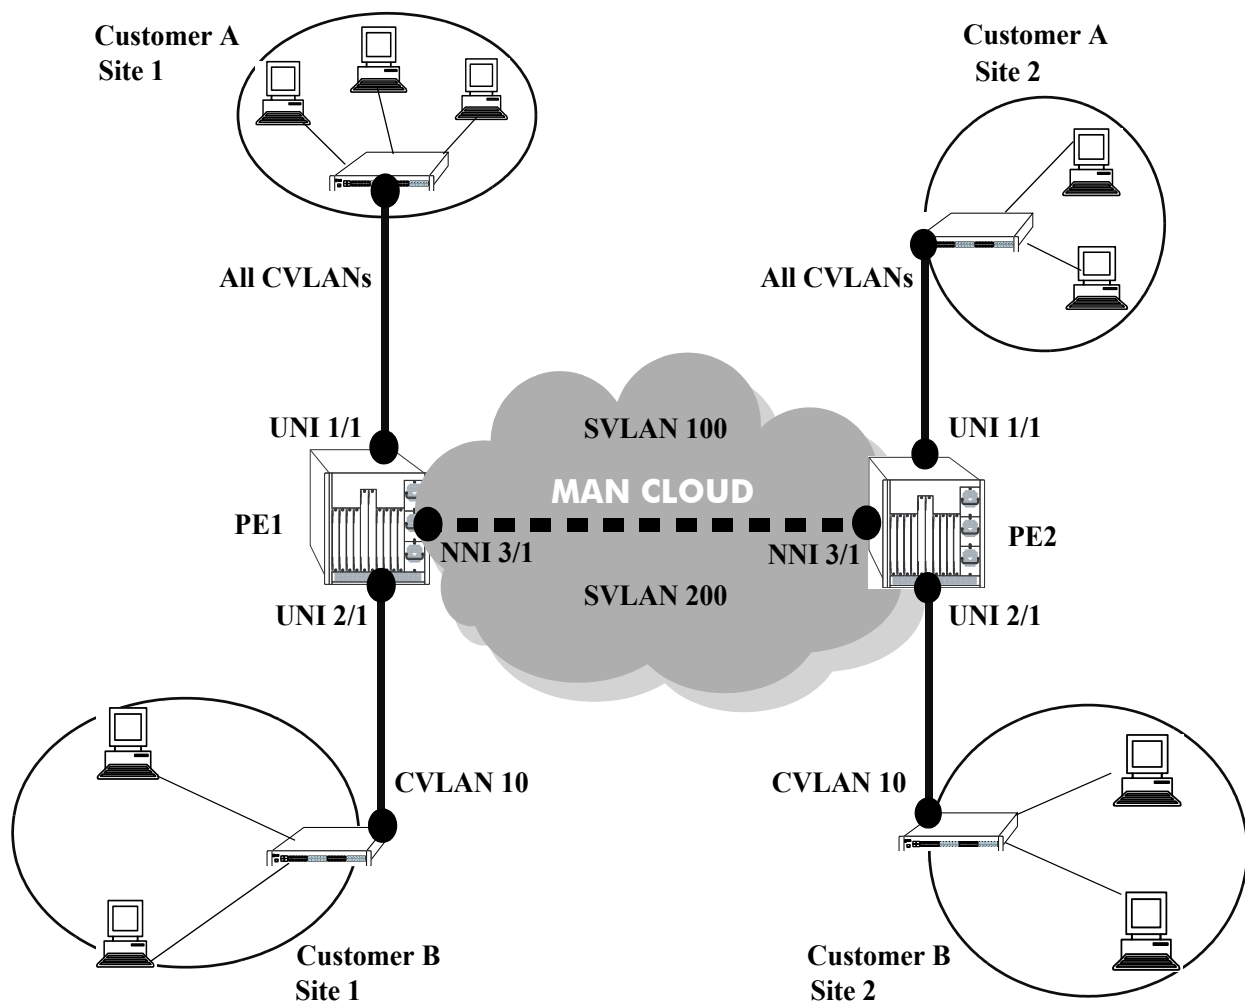 Customer A
Site 1
Customer A
Site 2
All CVLANs
All CVLANs
UNI 1/1
SVLAN 100
UNI 1/1
MAN CLOUD
PE1
PE2
NNI 3/1
NNI 3/1
UNI 2/1
SVLAN 200
UNI 2/1
CVLAN 10
CVLAN 10
Customer B
Site 1
Customer B
Site 2